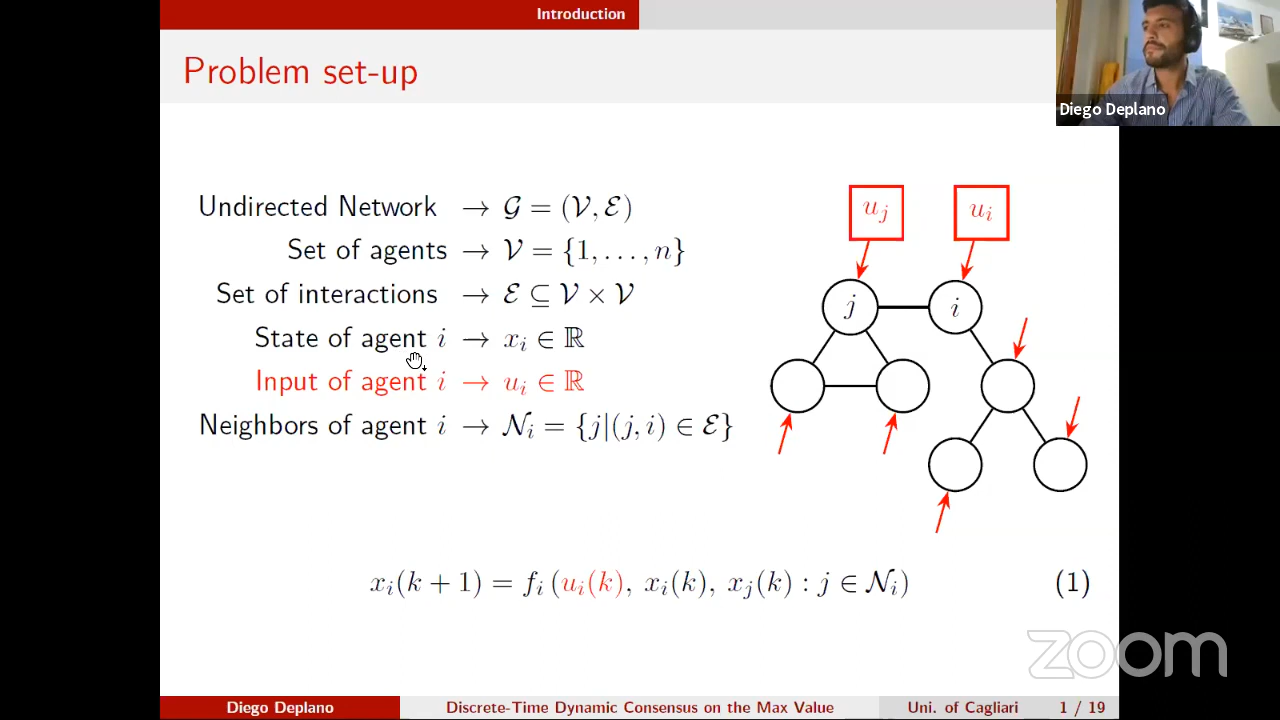 Introduction
Problem set-up
Diego Deplano
Undirected Network → 𝒢 = (𝒱, ℰ)
Set of agents → 𝒱 = {1, . . . , n}
Set of interactions → ℰ ⊆ 𝒱 × 𝒱
State of agent i → xᵢ ∈ ℝ
Input of agent i → uᵢ ∈ ℝ
Neighbors of agent i → 𝒩ᵢ = {j|(j, i) ∈ ℰ}
uⱼ uᵢ
j i
xᵢ(k + 1) = fᵢ (uᵢ(k), xᵢ(k), xⱼ(k) : j ∈ 𝒩ᵢ) (1)
zoom
Diego Deplano Discrete-Time Dynamic Consensus on the Max Value Uni. of Cagliari 1 / 19